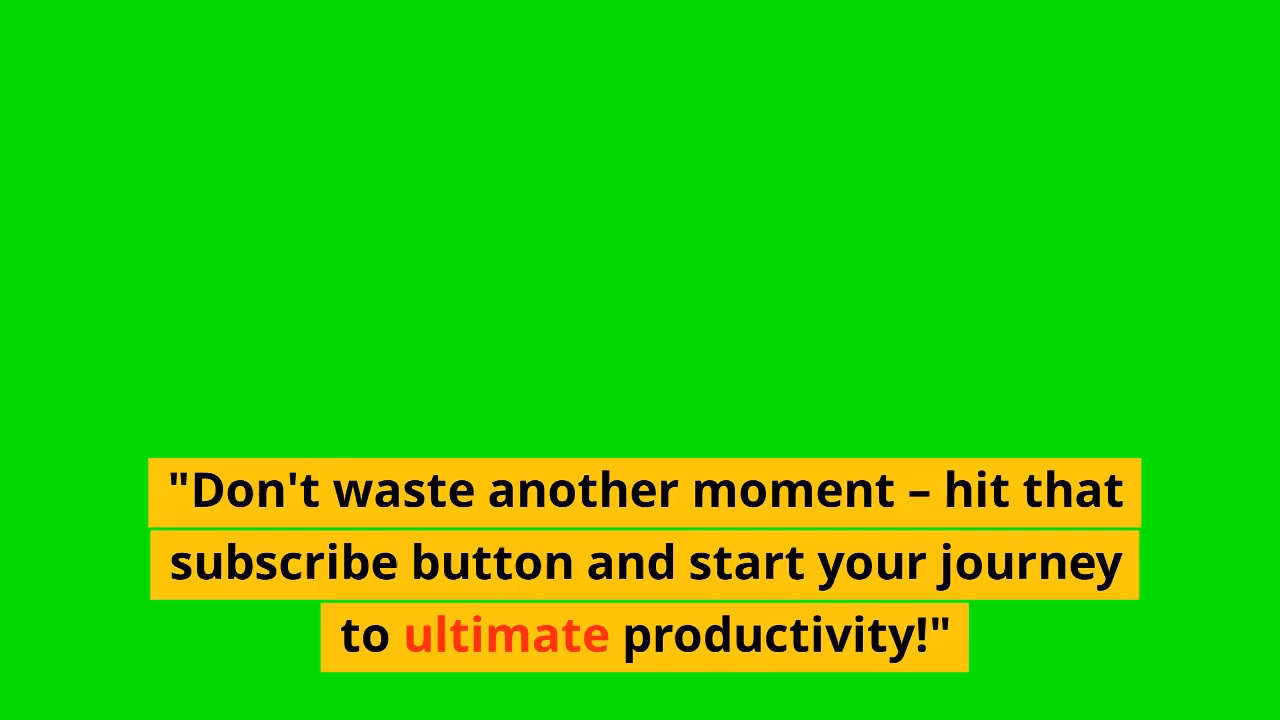 "Don't waste another moment – hit that
subscribe button and start your journey
to ultimate productivity!"